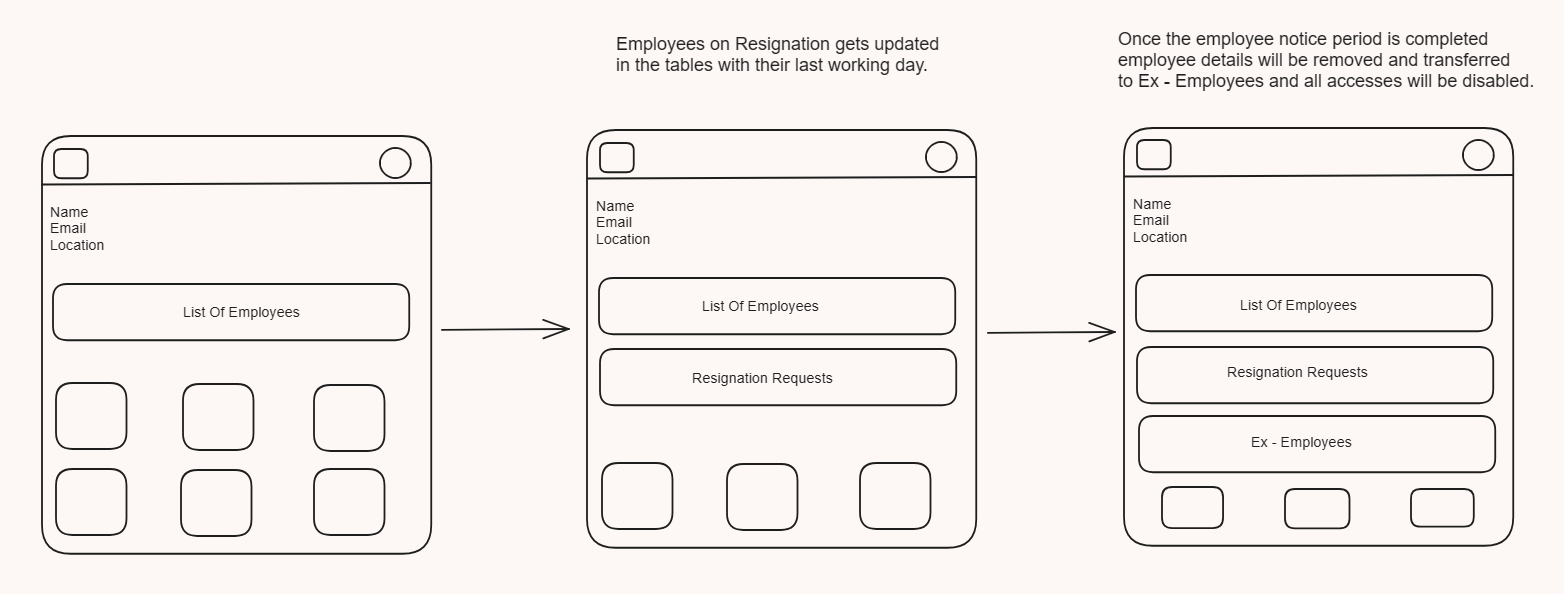 Employees on Resignation gets updated
in the tables with their last working day.
Once the employee notice period is completed
employee details will be removed and transferred
to Ex - Employees and all accesses will be disabled.
Name
Email
Location
List Of Employees
Name
Email
Location
List Of Employees
Resignation Requests
Name
Email
Location
List Of Employees
Resignation Requests
Ex - Employees